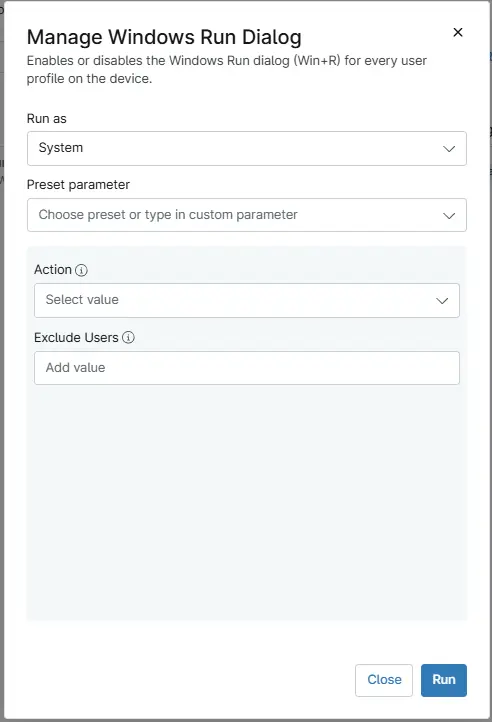 Manage Windows Run Dialog
Enables or disables the Windows Run dialog (Win+R) for every user
profile on the device.
Run as
System
Preset parameter
Choose preset or type in custom parameter
Action
Select value
Exclude Users
Add value
Close
Run